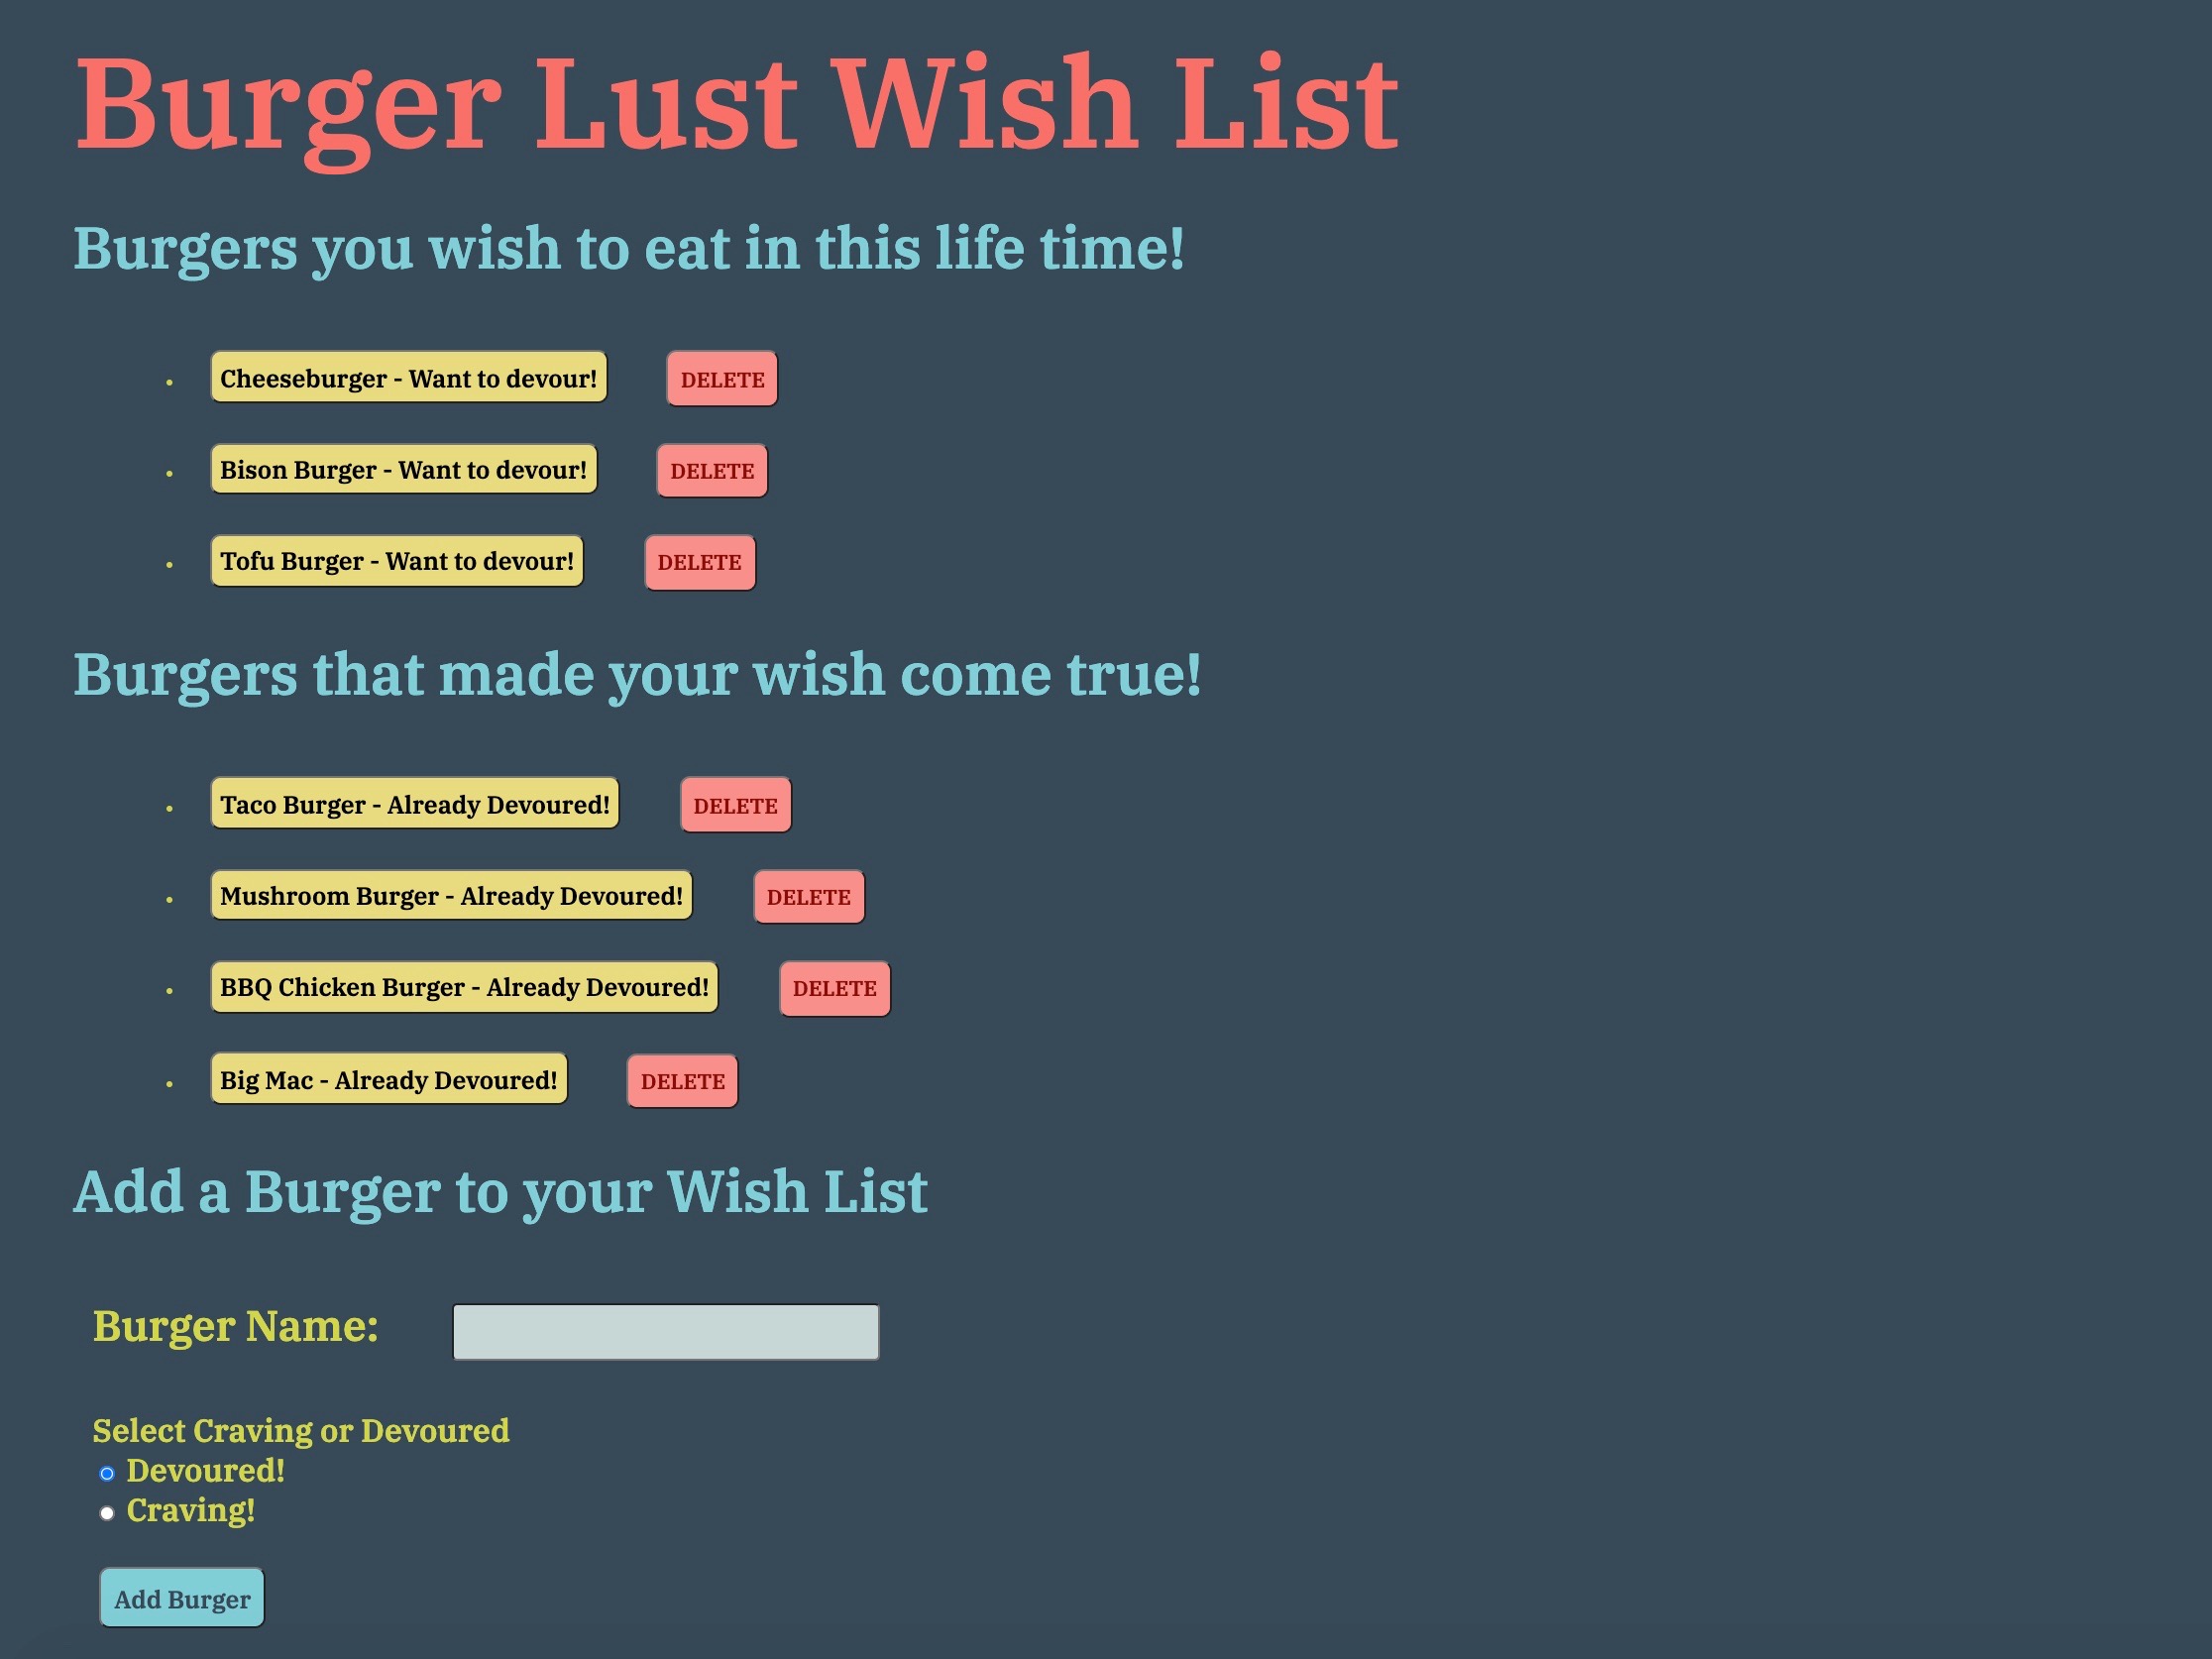 Burger Lust Wish List
Burgers you wish to eat in this life time!
Cheeseburger - Want to devour! DELETE
Bison Burger - Want to devour! DELETE
Tofu Burger - Want to devour! DELETE
Burgers that made your wish come true!
Taco Burger - Already Devoured! DELETE
Mushroom Burger - Already Devoured! DELETE
BBQ Chicken Burger - Already Devoured! DELETE
Big Mac - Already Devoured! DELETE
Add a Burger to your Wish List
Burger Name:
Select Craving or Devoured
Devoured!
Craving!
Add Burger